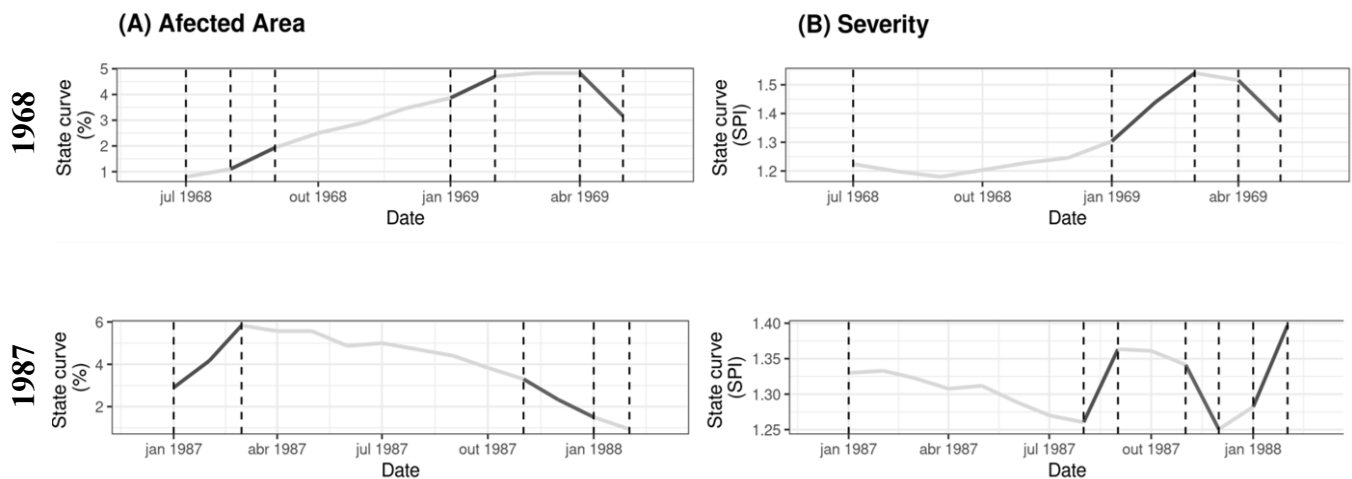 (A) Afected Area
(B) Severity
1968
State curve
(%)
5
4
3
2
1
jul 1968
out 1968
jan 1969
abr 1969
Date
State curve
(SPI)
1.5
1.4
1.3
1.2
jul 1968
out 1968
jan 1969
abr 1969
Date
1987
State curve
(%)
6
4
2
jan 1987
abr 1987
jul 1987
out 1987
jan 1988
Date
State curve
(SPI)
1.40
1.35
1.30
1.25
jan 1987
abr 1987
jul 1987
out 1987
jan 1988
Date